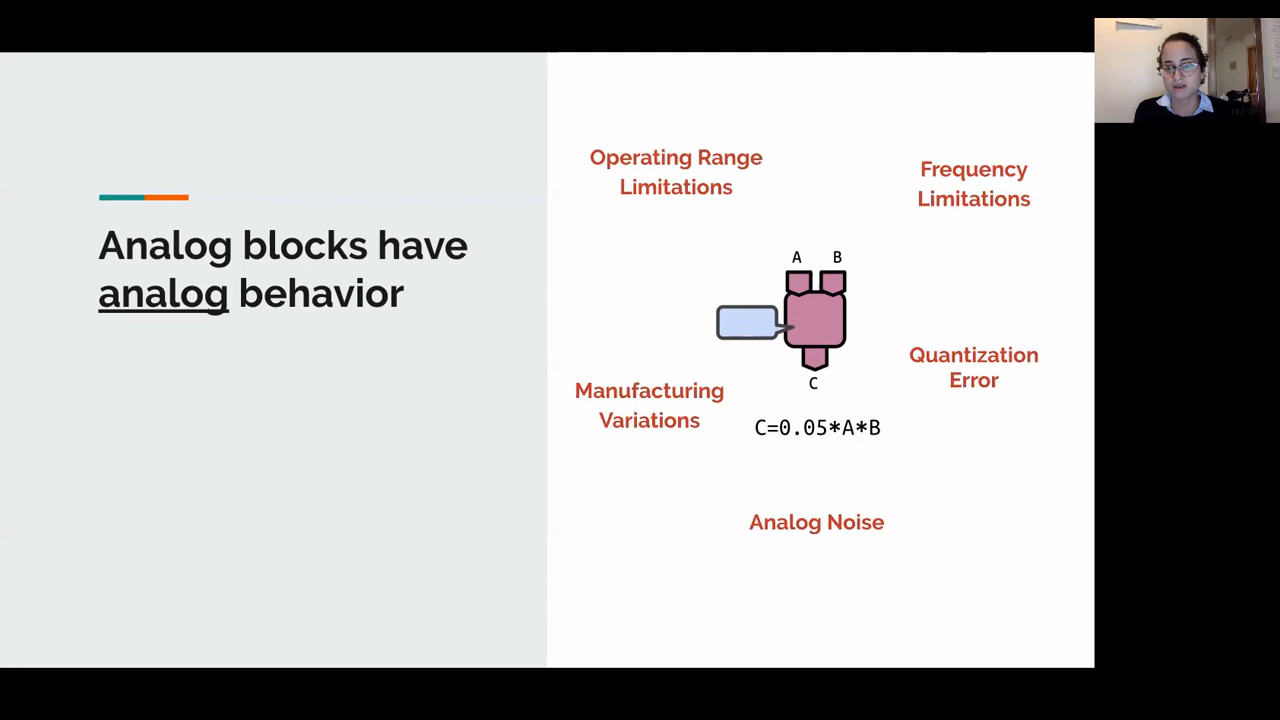 Analog blocks have
analog behavior
Operating Range
Limitations
Frequency
Limitations
A B
Quantization
Error
Manufacturing
Variations
C
C=0.05*A*B
Analog Noise